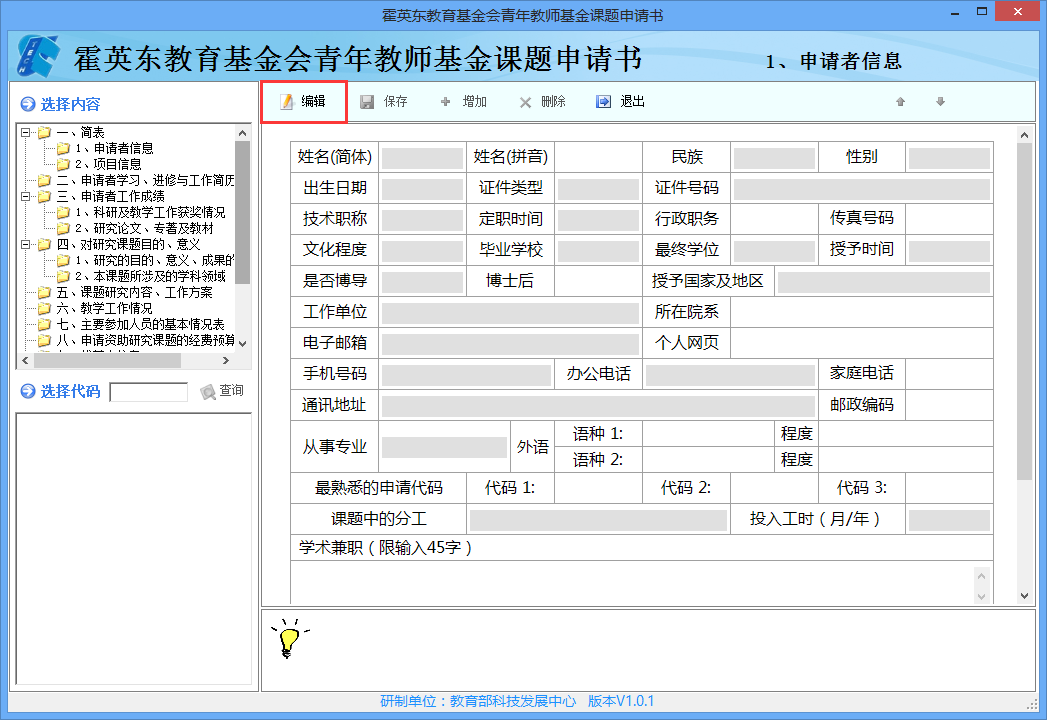 霍英东教育基金会青年教师基金课题申请书
霍英东教育基金会青年教师基金课题申请书 1、申请者信息
选择内容
一、简表
1、申请者信息
2、项目信息
二、申请者学习、进修与工作简历
三、申请者工作成绩
1、科研及教学工作获奖情况
2、研究论文、专著及教材
四、对研究课题目的、意义
1、研究的目的、意义、成果的
2、本课题所涉及的学科领域
五、课题研究内容、工作方案
六、教学工作情况
七、主要参加人员的基本情况表
八、申请资助研究课题的经费预算
选择代码 查询
编辑 保存 增加 删除 退出
姓名(简体) 姓名(拼音) 民族 性别
出生日期 证件类型 证件号码
技术职称 定职时间 行政职务 传真号码
文化程度 毕业学校 最终学位 授予时间
是否博导 博士后 授予国家及地区
工作单位 所在院系
电子邮箱 个人网页
手机号码 办公电话 家庭电话
通讯地址 邮政编码
从事专业 外语 语种 1: 程度
语种 2: 程度
最熟悉的申请代码 代码 1: 代码 2: 代码 3:
课题中的分工 投入工时（月/年）
学术兼职（限输入45字）
研制单位：教育部科技发展中心 版本V1.0.1